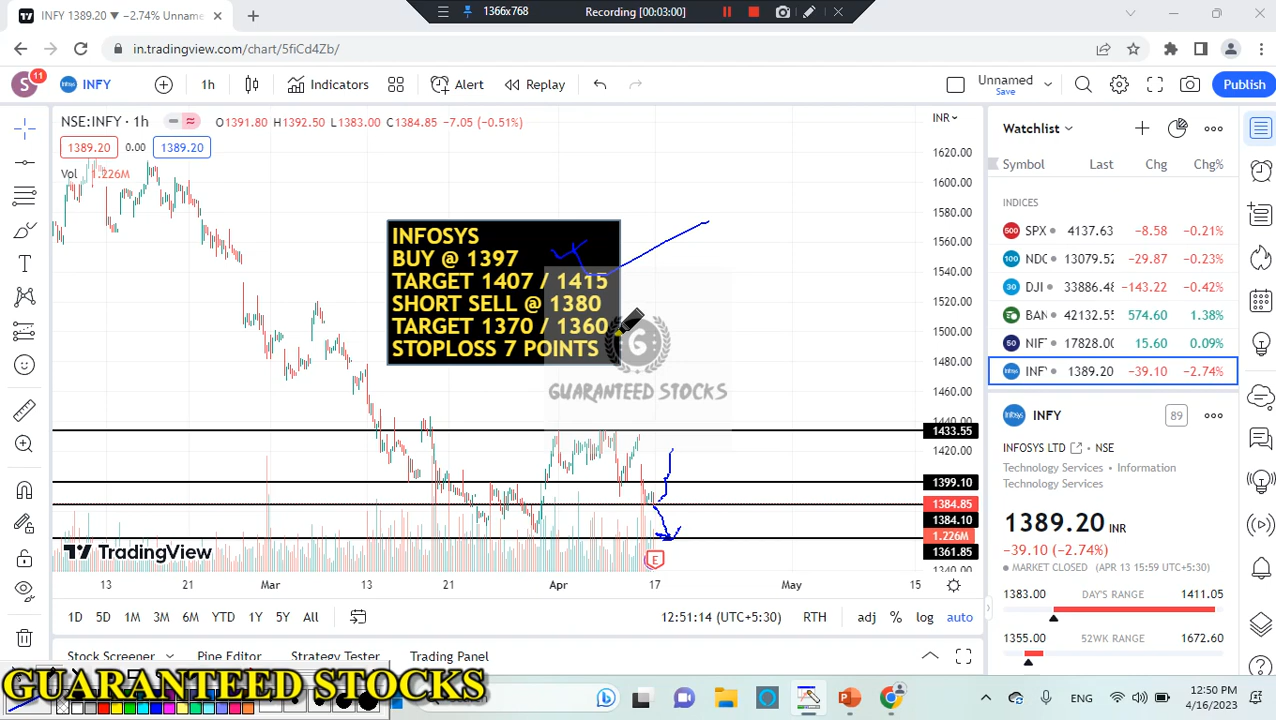 INFY 1389.20 ▼ −2.74% Unnam
1366x768
Recording [00:03:00]
in.tradingview.com/chart/5fiCd4Zb/
S
11
INFY
1h
Indicators
Alert
Replay
Unnamed
Save
Publish
NSE:INFY · 1h
O1391.80 H1392.50 L1383.00 C1384.85 −7.05 (−0.51%)
INR
1389.20
0.00
1389.20
Vol 1.226M
1620.00
1600.00
1580.00
1560.00
1540.00
1520.00
1500.00
1480.00
1460.00
1440.00
1433.55
1420.00
1399.10
1384.85
1384.10
1.226M
1361.85
1340.00
INFOSYS
BUY @ 1397
TARGET 1407 / 1415
SHORT SELL @ 1380
TARGET 1370 / 1360
STOPLOSS 7 POINTS
G
GUARANTEED STOCKS
TradingView
E
13
21
Mar
13
21
Apr
17
May
15
1D 5D 1M 3M 6M YTD 1Y 5Y All
12:51:14 (UTC+5:30)
RTH
adj % log auto
Stock Screener
Pine Editor
Strategy Tester
Trading Panel
Watchlist
Symbol Last Chg Chg%
INDICES
500 SPX 4137.63 −8.58 −0.21%
100 NDC 13079.52 −29.87 −0.23%
30 DJI 33886.48 −143.22 −0.42%
BAN 42132.55 574.60 1.38%
50 NIF 17828.00 15.60 0.09%
INF 1389.20 −39.10 −2.74%
INFY
89
INFOSYS LTD · NSE
Technology Services · Information
Technology Services
1389.20 INR
−39.10 (−2.74%)
MARKET CLOSED (APR 13 15:59 UTC+5:30)
1383.00 DAY'S RANGE 1411.05
1355.00 52WK RANGE 1672.60
GUARANTEED STOCKS
ENG
12:50 PM
4/16/2023